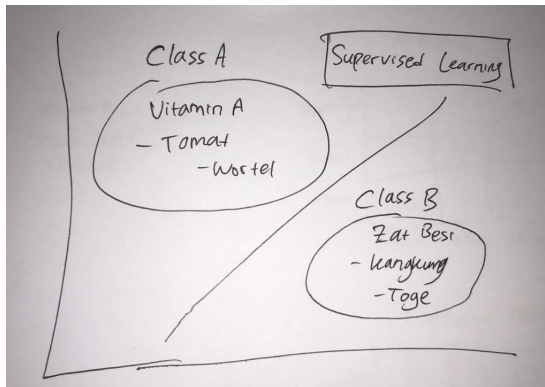 Class A
Supervised Learning
Vitamin A
- Tomat
- Wortel
Class B
Zat Besi
- kangkung
- Toge